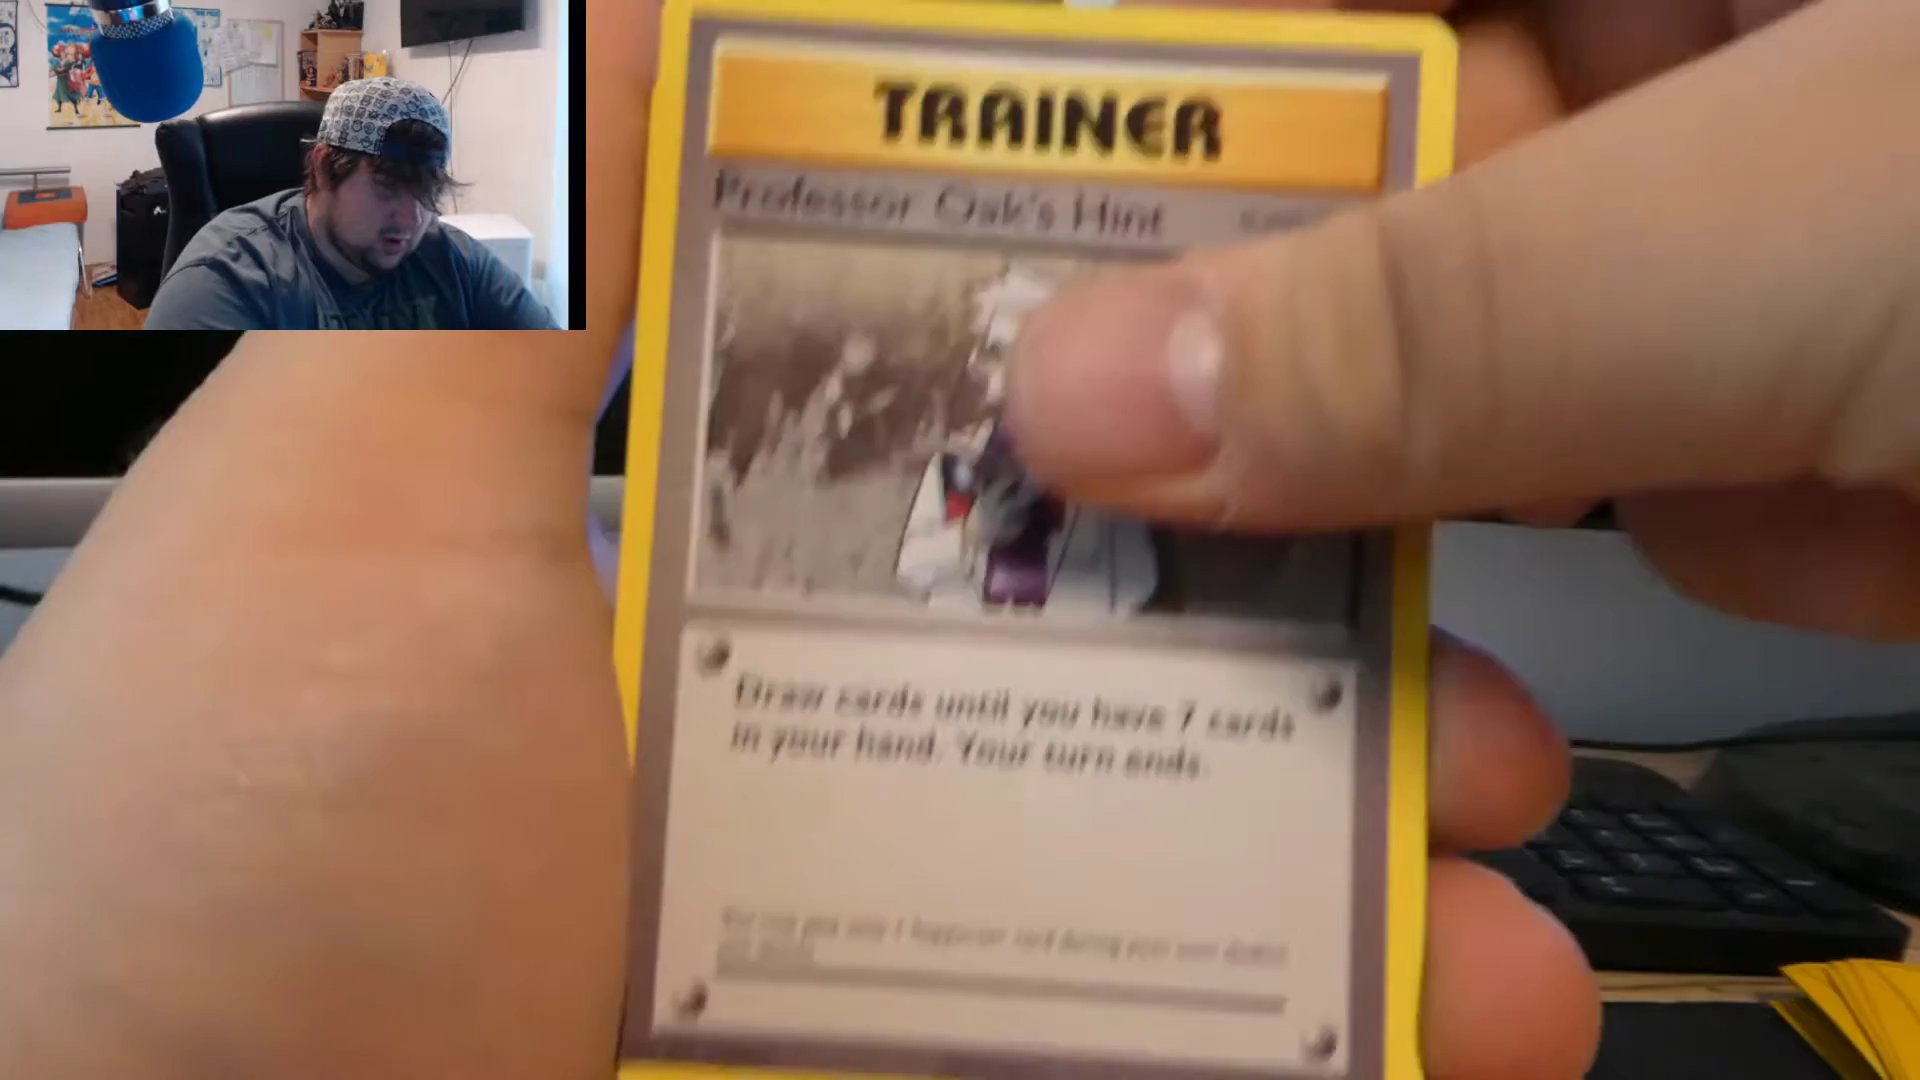 TRAINER
Professor Oak's Hint
Draw cards until you have 7 cards
in your hand. Your turn ends.